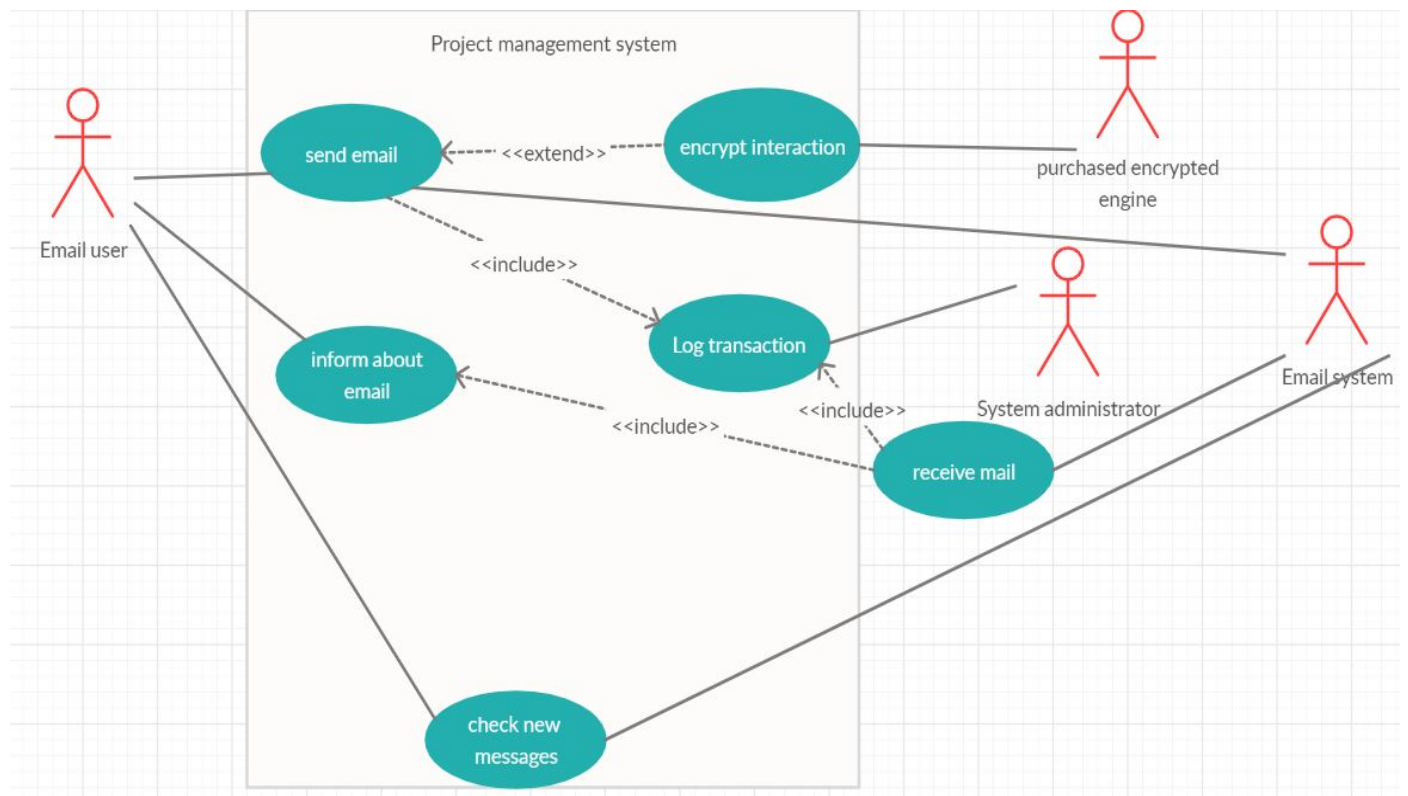 Project management system
send email
<<extend>>
encrypt interaction
purchased encrypted
engine
Email user
<<include>>
Log transaction
inform about
email
Email system
<<include>>
System administrator
<<include>>
receive mail
check new
messages